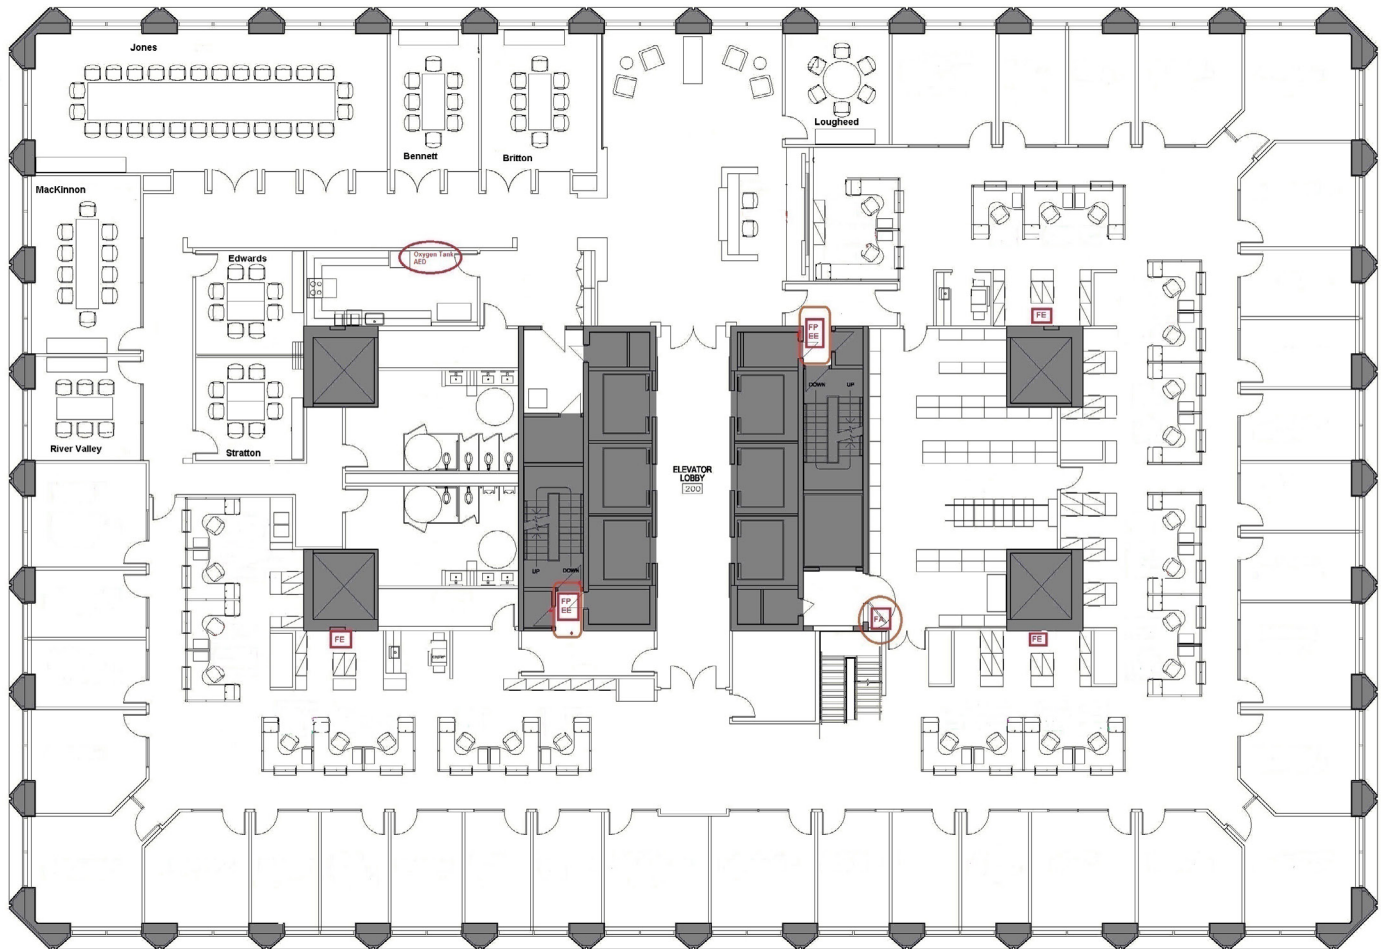 Jones
Lougheed
Bennett
Britton
MacKinnon
Edwards
Oxygen Tank
AED
FE
FP
EE
DOWN
UP
River Valley
Stratton
ELEVATOR
LOBBY
200
UP
DOWN
FP
EE
FA
FE
FE